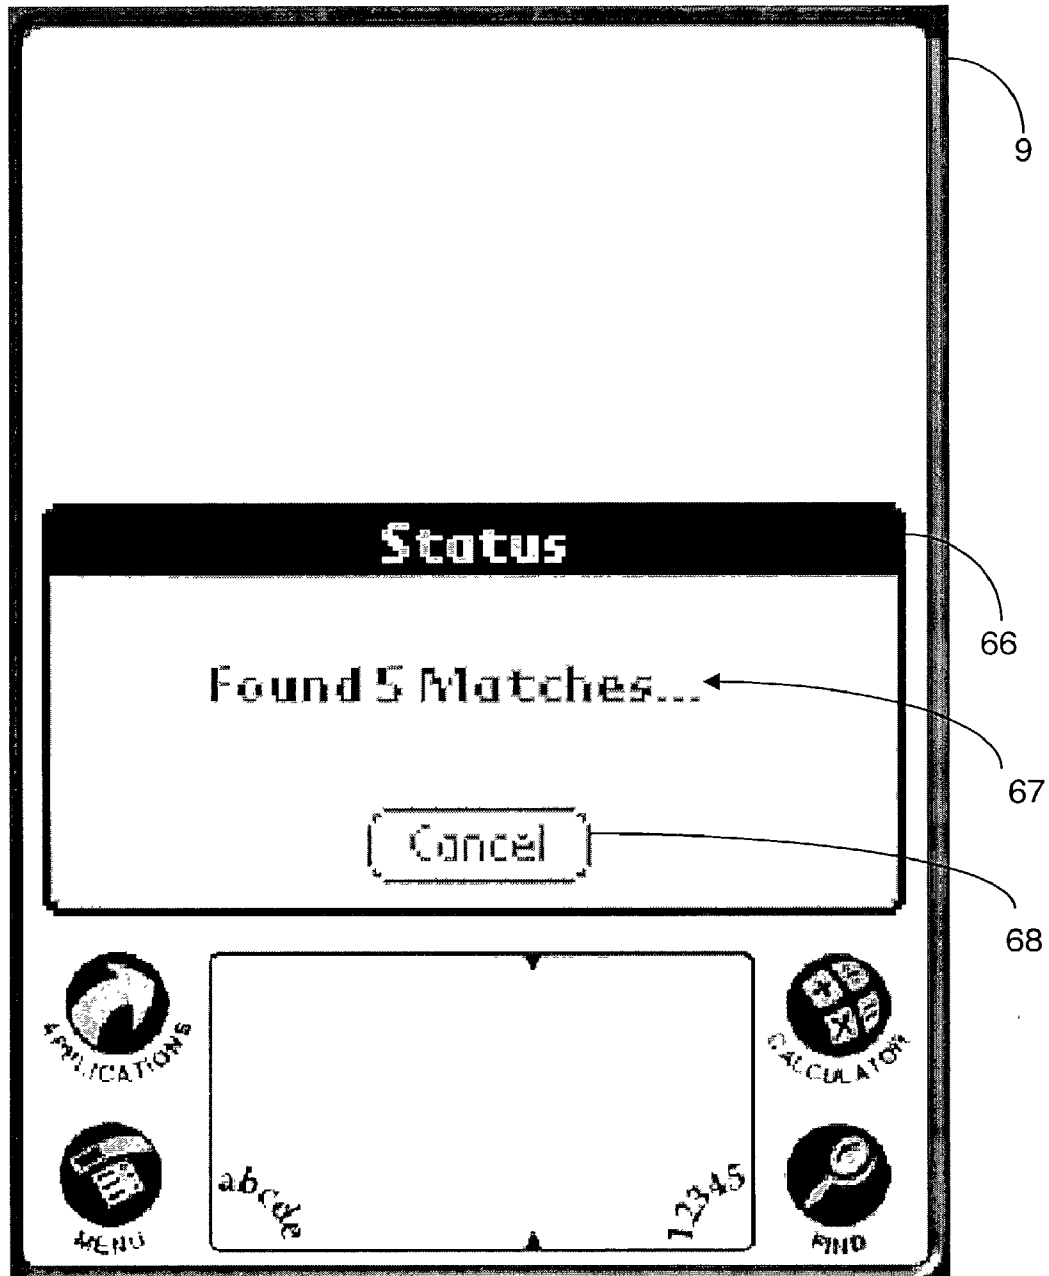 9
Status
66
Found 5 Matches...
67
Cancel
68
APPLICATIONS
CALCULATOR
abcde
12345
MENU
FIND